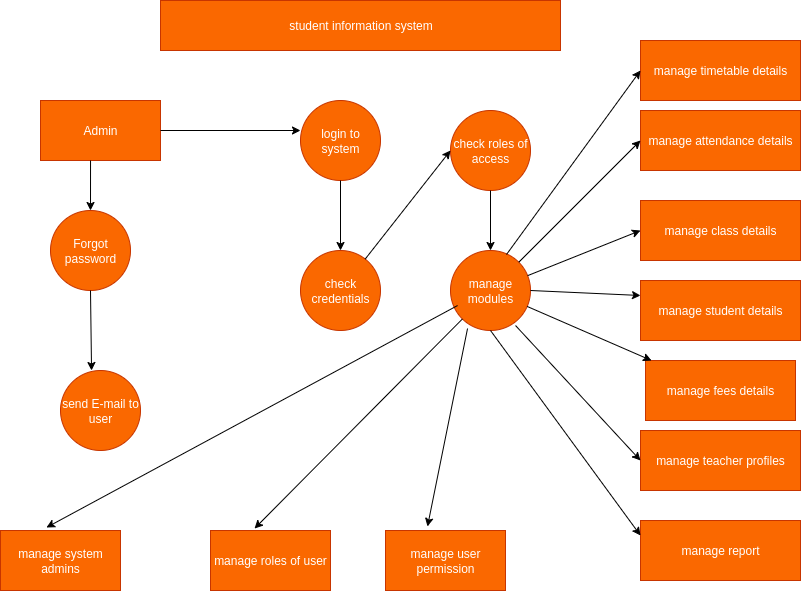 student information system
manage timetable details
Admin
login to
system
check roles of
access
manage attendance details
Forgot
password
manage class details
check
credentials
manage
modules
manage student details
send E-mail to
user
manage fees details
manage teacher profiles
manage system
admins
manage roles of user
manage user
permission
manage report